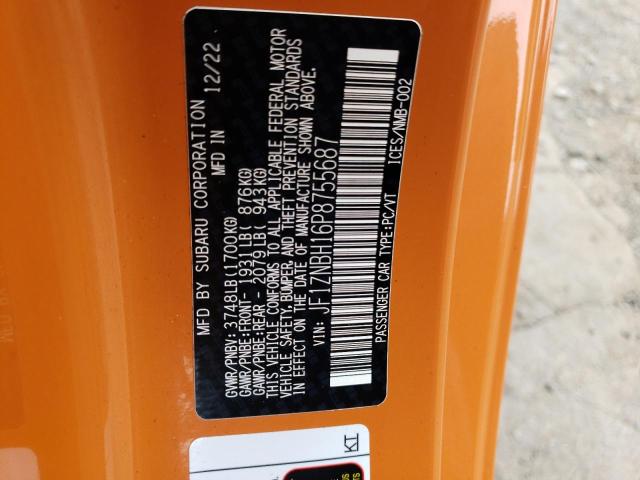 MFD BY SUBARU CORPORATION 12/22
MFD IN
GVWR/PNBV: 3748LB(1700KG)
GAWR/PNBE:FRONT- 1931LB( 876KG)
GAWR/PNBE:REAR - 2079LB( 943KG)
THIS VEHICLE CONFORMS TO ALL APPLICABLE FEDERAL MOTOR
VEHICLE SAFETY, BUMPER, AND THEFT PREVENTION STANDARDS
IN EFFECT ON THE DATE OF MANUFACTURE SHOWN ABOVE.
VIN: JF1ZNBH16P8755687
PASSENGER CAR TYPE:PC/VT ICES/NMB-002
KI